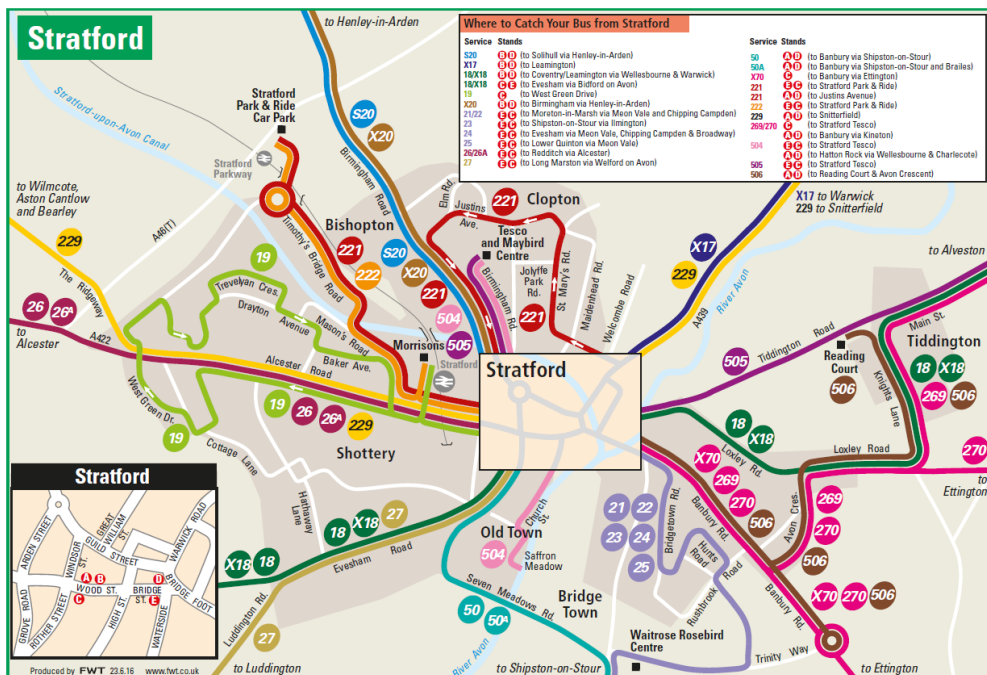 Stratford
to Henley-in-Arden
Where to Catch Your Bus from Stratford
Service Stands
S20 B D (to Solihull via Henley-in-Arden)
X17 B D (to Leamington)
18/X18 B D (to Coventry/Leamington via Wellesbourne & Warwick)
18/X18 C E (to Evesham via Bidford on Avon)
19 C (to West Green Drive)
X20 B D (to Birmingham via Henley-in-Arden)
21/22 E C (to Moreton-in-Marsh via Meon Vale and Chipping Campden)
23 E C (to Shipston-on-Stour via Ilmington)
24 E C (to Evesham via Meon Vale, Chipping Campden & Broadway)
25 E C (to Lower Quinton via Meon Vale)
26/26A E C (to Redditch via Alcester)
27 E C (to Long Marston via Welford on Avon)
Service Stands
50 A D (to Banbury via Shipston-on-Stour)
50A A D (to Banbury via Shipston-on-Stour and Brailes)
X70 C (to Banbury via Ettington)
221 E C (to Stratford Park & Ride)
221 A D (to Justins Avenue)
222 E C (to Stratford Park & Ride)
229 A D (to Snitterfield)
269/270 C (to Stratford Tesco)
A D (to Banbury via Kineton)
504 E C (to Stratford Tesco)
A D (to Hatton Rock via Wellesbourne & Charlecote)
505 E C (to Stratford Tesco)
506 A D (to Reading Court & Avon Crescent)
Stratford
Park & Ride
Car Park
Stratford-upon-Avon Canal
Stratford
Parkway
S20
X20
Birmingham Road
to Wilmcote,
Aston Cantlow
and Bearley
A46(T)
Timothy's Bridge Road
Bishopton
221
222
S20
X20
221
504
505
Elm Rd.
Justins
Ave.
221
Clopton
Tesco
and Maybird
Centre
Birmingham Rd.
Jolyffe
Park
Rd.
221
St Mary's Rd.
Maidenhead Rd.
Welcombe Road
X17 to Warwick
229 to Snitterfield
X17
229
A439
River Avon
to Alveston
229
The Ridgeway
19
Trevelyan Cres.
Drayton
Avenue
Mason's Road
Baker Ave.
Morrisons
Stratford
26
26A
to
Alcester
A422
Alcester
Road
West Green Dr.
19
19
26
26A
229
Shottery
Cottage Lane
Hathaway
Lane
Stratford
505
Tiddington
Road
Reading
Court
506
Main St.
Tiddington
Knights
Lane
18
X18
269
506
18
X18
Loxley Rd.
Loxley Road
270
to
Ettington
X70
269
270
Banbury Rd.
506
Avon Cres.
269
270
506
X70
270
506
Banbury
Rd.
to Ettington
21
22
23
24
25
Bridgetown Rd.
Hunts
Road
Rushbrook
Road
Bridge
Town
Waitrose Rosebird
Centre
Trinity Way
Church
St.
Old Town
504
Saffron
Meadow
Seven Meadows Rd.
50
50A
River Avon
to Shipston-on-Stour
18
X18
27
Evesham
Road
X18
18
Luddington Rd.
27
to Luddington
Stratford
ARDEN STREET
WINDSOR
ST.
GREAT
WILLIAM
ST.
GUILD STREET
WARWICK ROAD
A B
C
D
E
WOOD ST.
BRIDGE
ST.
BRIDGE FOOT
GROVE ROAD
ROTHER STREET
HIGH ST.
WATERSIDE
Produced by FWT 23.6.16 www.fwt.co.uk